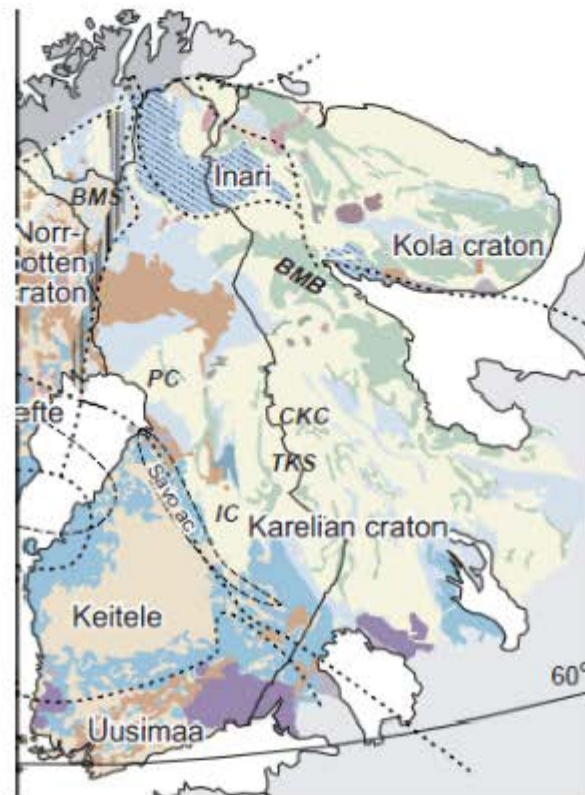 Inari
BMS
Norr-
otten
raton
Kola craton
BMB
PC
efte
CKC
TKS
Savo ac.
IC
Karelian craton
Keitele
60°
Uusimaa